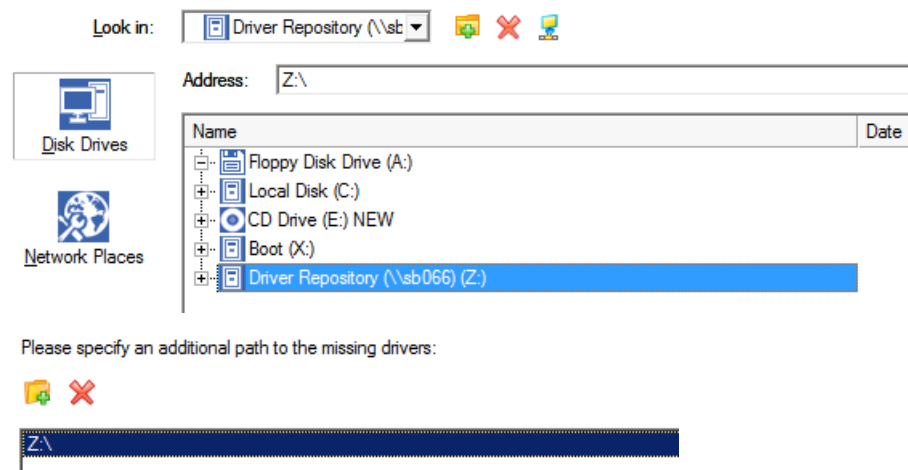 Look in: Driver Repository (\\sb
Address: Z:\
Disk Drives
Network Places
Name Date
Floppy Disk Drive (A:)
Local Disk (C:)
CD Drive (E:) NEW
Boot (X:)
Driver Repository (\\sb066) (Z:)
Please specify an additional path to the missing drivers:
Z:\